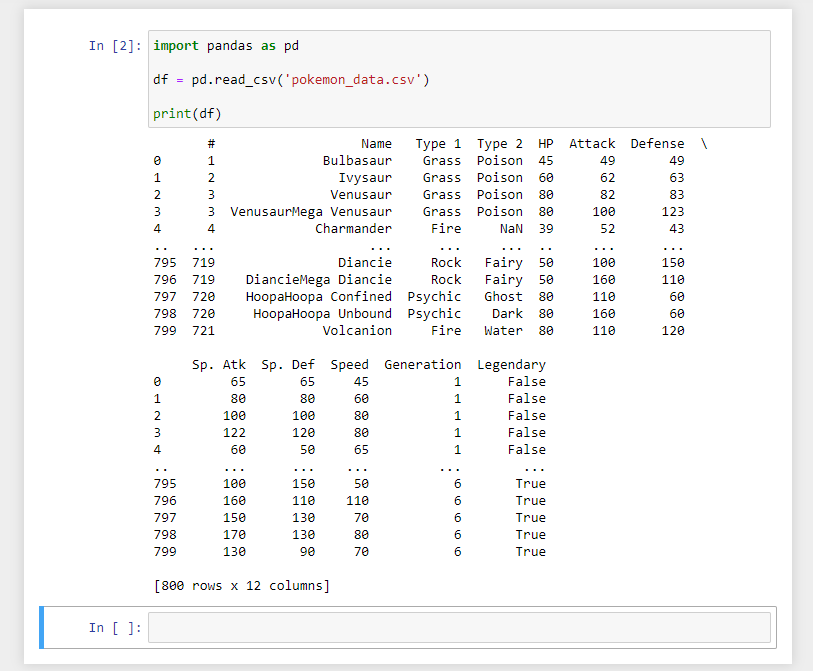 In [2]: import pandas as pd
df = pd.read_csv('pokemon_data.csv')
print(df)
# Name Type 1 Type 2 HP Attack Defense \
0 1 Bulbasaur Grass Poison 45 49 49
1 2 Ivysaur Grass Poison 60 62 63
2 3 Venusaur Grass Poison 80 82 83
3 3 VenusaurMega Venusaur Grass Poison 80 100 123
4 4 Charmander Fire NaN 39 52 43
.. ... ... ... ... .. ... ...
795 719 Diancie Rock Fairy 50 100 150
796 719 DiancieMega Diancie Rock Fairy 50 160 110
797 720 HoopaHoopa Confined Psychic Ghost 80 110 60
798 720 HoopaHoopa Unbound Psychic Dark 80 160 60
799 721 Volcanion Fire Water 80 110 120
Sp. Atk Sp. Def Speed Generation Legendary
0 65 65 45 1 False
1 80 80 60 1 False
2 100 100 80 1 False
3 122 120 80 1 False
4 60 50 65 1 False
.. ... ... ... ... ...
795 100 150 50 6 True
796 160 110 110 6 True
797 150 130 70 6 True
798 170 130 80 6 True
799 130 90 70 6 True
[800 rows x 12 columns]
In [ ]: